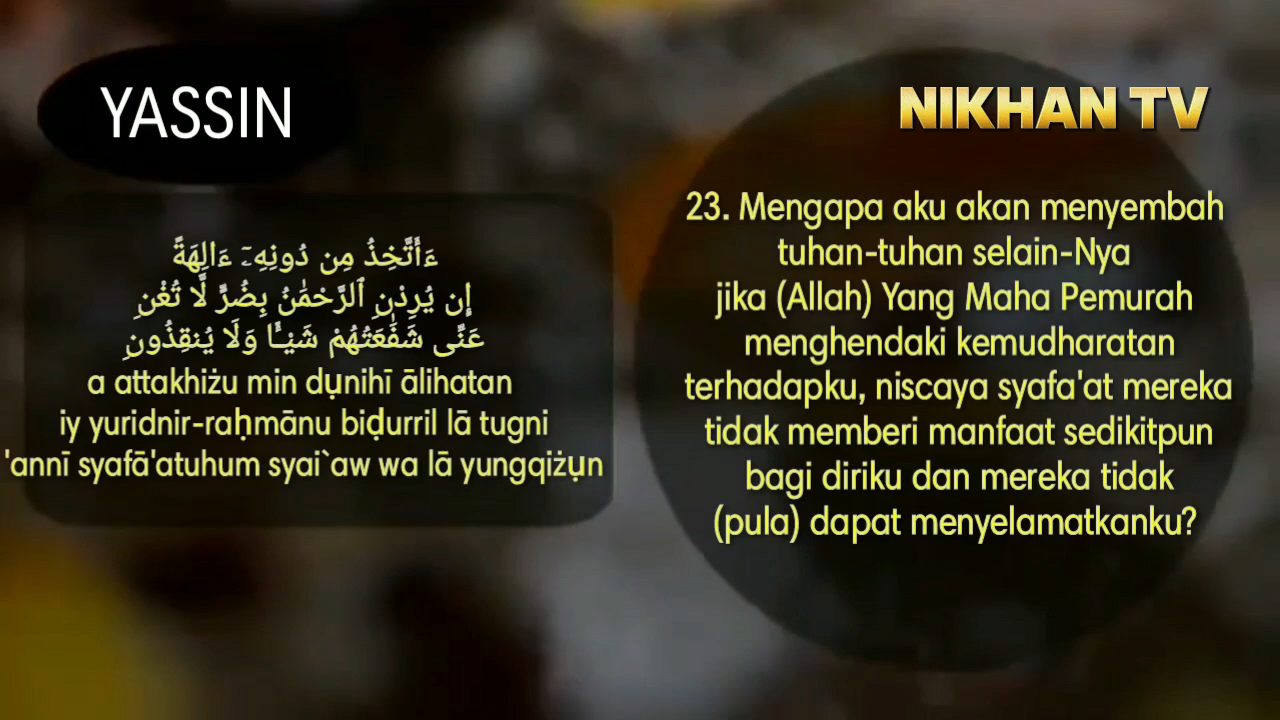 YASSIN
NIKHAN TV
ءَأَتَّخِذُ مِن دُونِهِۦٓ ءَالِهَةً
إِن يُرِدْنِ ٱلرَّحْمَٰنُ بِضُرٍّ لَّا تُغْنِ
عَنِّى شَفَٰعَتُهُمْ شَيْـًٔا وَلَا يُنقِذُونِ
a attakhiżu min dụnihī ālihatan
iy yuridnir-raḥmānu biḍurril lā tugni
'annī syafā'atuhum syai`aw wa lā yungqiżụn
23. Mengapa aku akan menyembah
tuhan-tuhan selain-Nya
jika (Allah) Yang Maha Pemurah
menghendaki kemudharatan
terhadapku, niscaya syafa'at mereka
tidak memberi manfaat sedikitpun
bagi diriku dan mereka tidak
(pula) dapat menyelamatkanku?